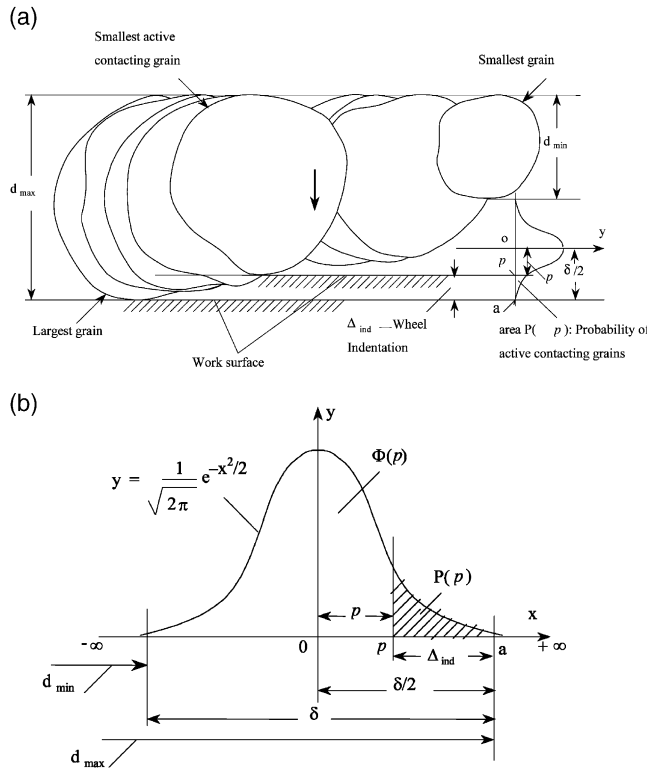 (a)
Smallest active
contacting grain
Smallest grain
d max
d min
o
y
p
p
δ/2
a
Largest grain
Work surface
Δ ind — Wheel
Indentation
area P( p ): Probability of
active contacting grains
(b)
y
y = 1/√2π e^-x²/2
Φ(p)
P(p)
p
x
-∞
0
p
Δ ind
a
+∞
d min
δ/2
δ
d max